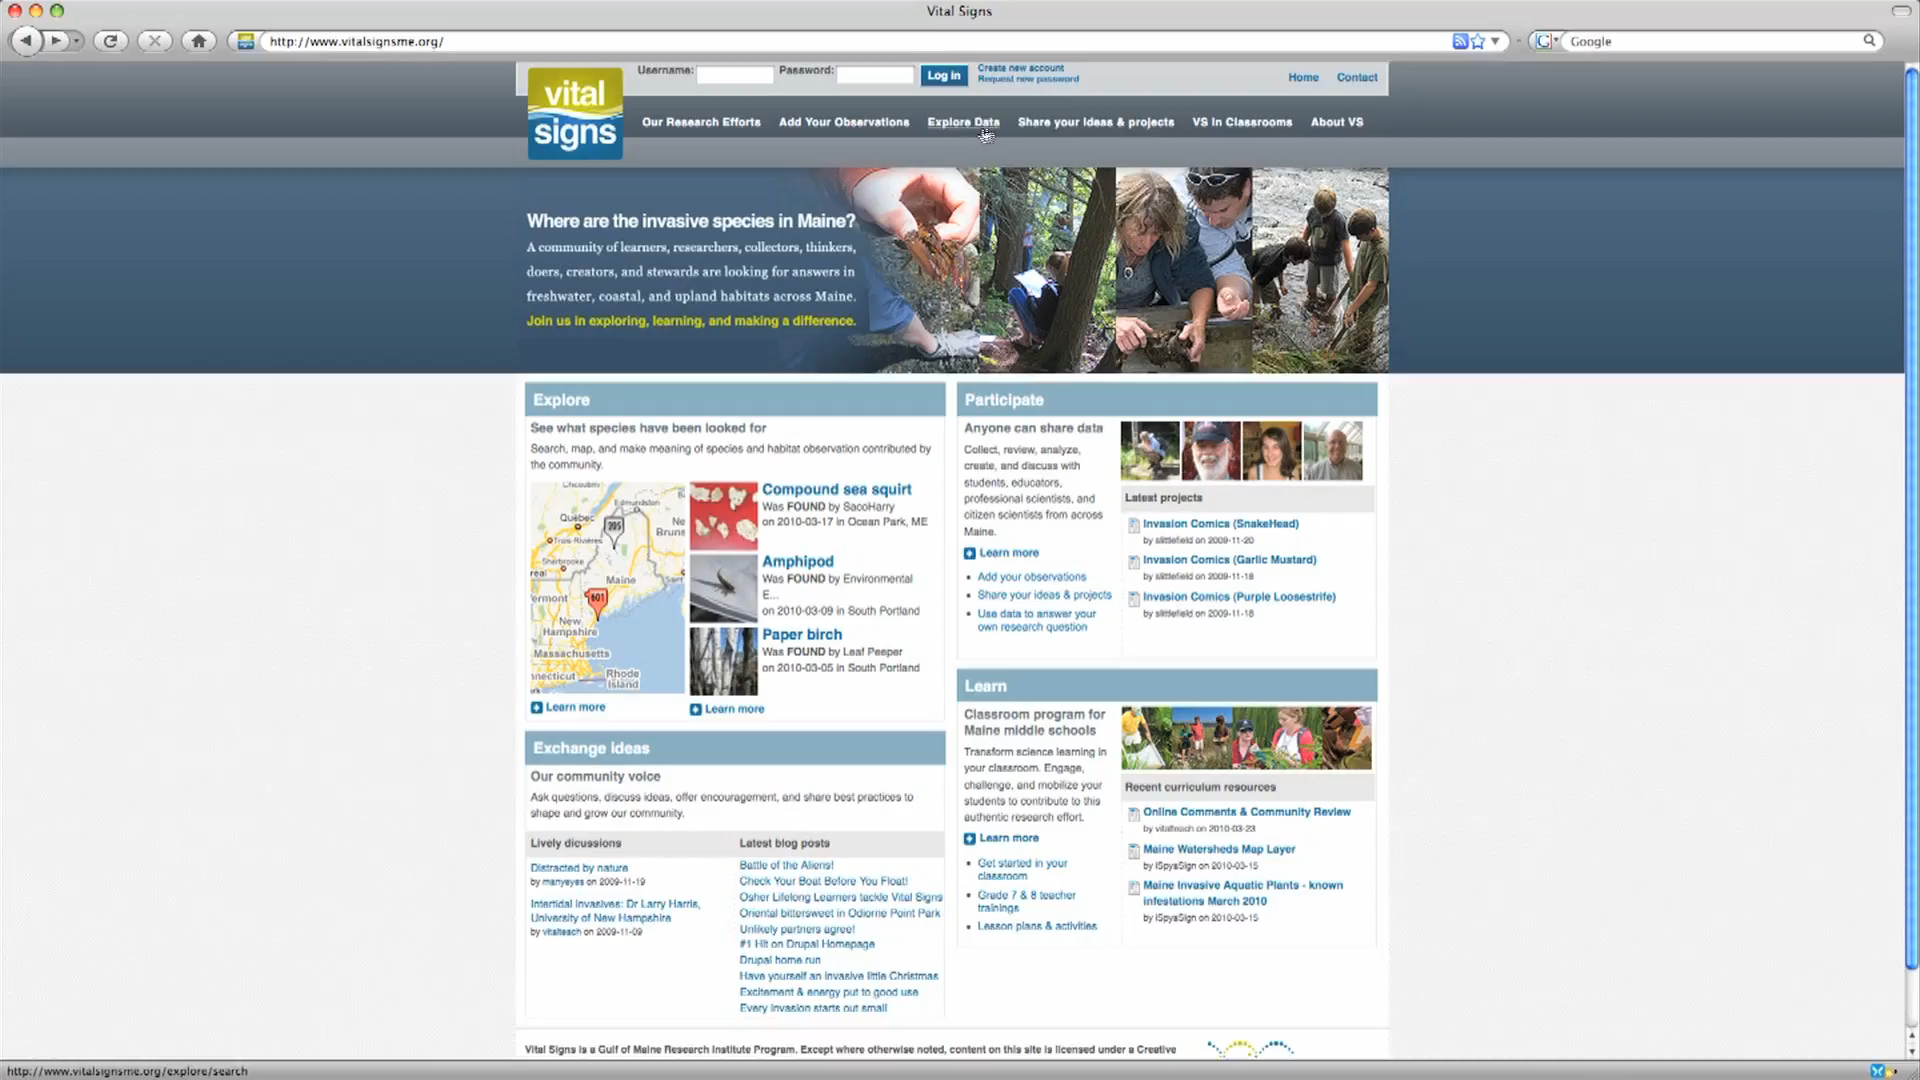 Vital Signs
http://www.vitalsignsme.org/
Google
Username:
Password:
Log in
Create new account
Request new password
Home
Contact
vital
signs
Our Research Efforts
Add Your Observations
Explore Data
Share your ideas & projects
VS in Classrooms
About VS
Where are the invasive species in Maine?
A community of learners, researchers, collectors, thinkers,
doers, creators, and stewards are looking for answers in
freshwater, coastal, and upland habitats across Maine.
Join us in exploring, learning, and making a difference.
Explore
See what species have been looked for
Search, map, and make meaning of species and habitat observation contributed by
the community.
Edmundston
Québec
205
Trois-Rivières
Sherbrooke
Maine
601
New
Hampshire
Massachusetts
Rhode
Island
Learn more
Compound sea squirt
Was FOUND by SacoHarry
on 2010-03-17 in Ocean Park, ME
Amphipod
Was FOUND by Environmental
E...
on 2010-03-09 in South Portland
Paper birch
Was FOUND by Leaf Peeper
on 2010-03-05 in South Portland
Learn more
Exchange ideas
Our community voice
Ask questions, discuss ideas, offer encouragement, and share best practices to
shape and grow our community.
Lively dicussions
Distracted by nature
by manyeyes on 2009-11-19
Intertidal Invasives: Dr Larry Harris,
University of New Hampshire
by vitalteach on 2009-11-09
Latest blog posts
Battle of the Aliens!
Check Your Boat Before You Float!
Osher Lifelong Learners tackle Vital Signs
Oriental bittersweet in Odiorne Point Park
Unlikely partners agree!
#1 Hit on Drupal Homepage
Drupal home run
Have yourself an invasive little Christmas
Excitement & energy put to good use
Every invasion starts out small
Participate
Anyone can share data
Collect, review, analyze,
create, and discuss with
students, educators,
professional scientists, and
citizen scientists from across
Maine.
Learn more
Add your observations
Share your ideas & projects
Use data to answer your
own research question
Latest projects
Invasion Comics (SnakeHead)
by slittlefield on 2009-11-20
Invasion Comics (Garlic Mustard)
by slittlefield on 2009-11-18
Invasion Comics (Purple Loosestrife)
by slittlefield on 2009-11-18
Learn
Classroom program for
Maine middle schools
Transform science learning in
your classroom. Engage,
challenge, and mobilize your
students to contribute to this
authentic research effort.
Learn more
Get started in your
classroom
Grade 7 & 8 teacher
trainings
Lesson plans & activities
Recent curriculum resources
Online Comments & Community Review
by vitalteach on 2010-03-23
Maine Watersheds Map Layer
by iSpyaSign on 2010-03-15
Maine Invasive Aquatic Plants - known
infestations March 2010
by iSpyaSign on 2010-03-15
Vital Signs is a Gulf of Maine Research Institute Program. Except where otherwise noted, content on this site is licensed under a Creative
http://www.vitalsignsme.org/explore/search